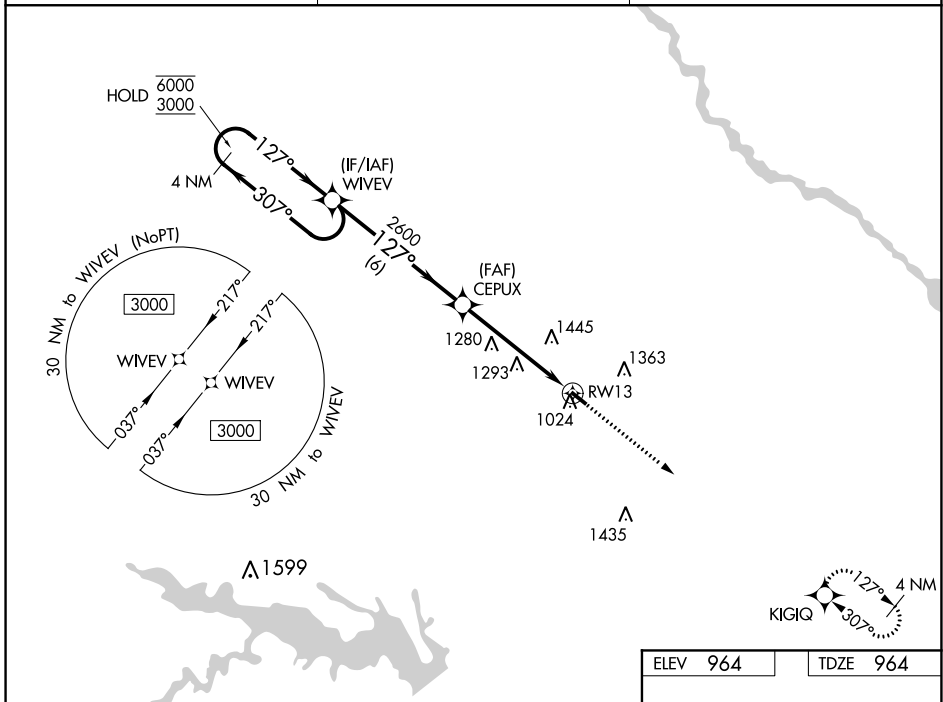 HOLD 6000
3000
4 NM
127°
307°
(IF/IAF)
WIVEV
2600
127°
(6)
(FAF)
CEPUX
1280
1293
1445
1363
RW13
1024
1435
30 NM to WIVEV (NoPT)
3000
217°
217°
WIVEV
WIVEV
037°
037°
3000
30 NM to WIVEV
1599
KIGIQ
127°
307°
4 NM
ELEV 964
TDZE 964